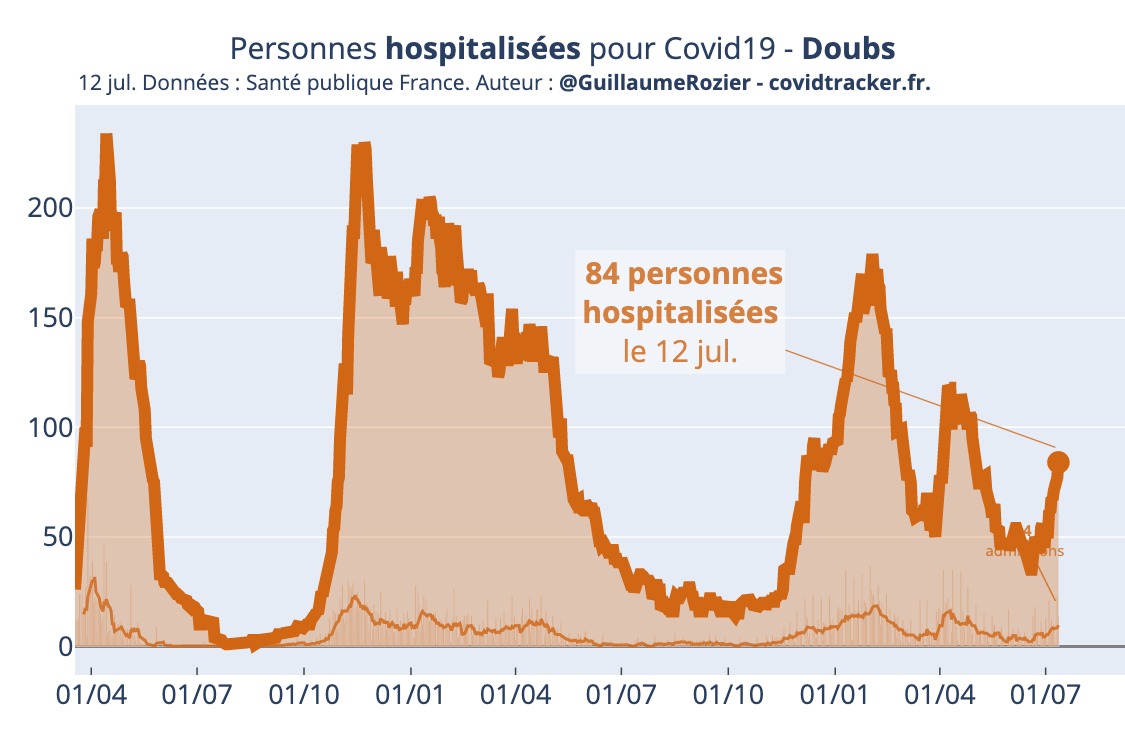 Personnes hospitalisées pour Covid19 - Doubs
12 jul. Données : Santé publique France. Auteur : @GuillaumeRozier - covidtracker.fr.
200
150
100
50
0
84 personnes
hospitalisées
le 12 jul.
01/04 01/07 01/10 01/01 01/04 01/07 01/10 01/01 01/04 01/07